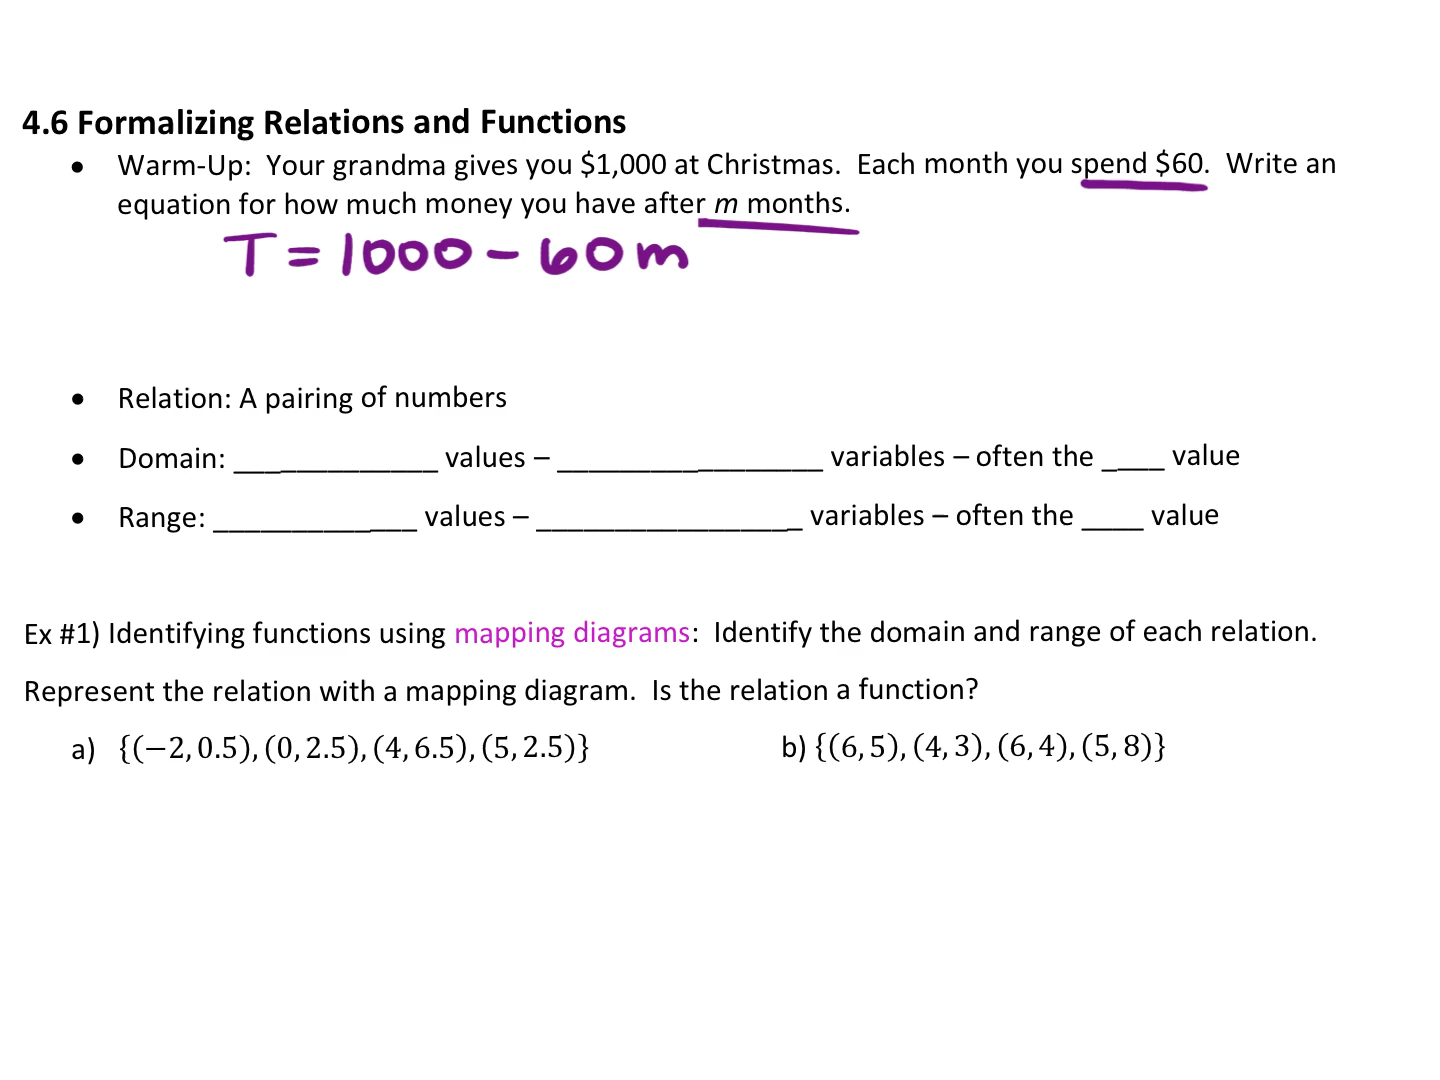 4.6 Formalizing Relations and Functions
• Warm-Up: Your grandma gives you $1,000 at Christmas. Each month you spend $60. Write an
equation for how much money you have after m months.
T = 1000 - 60m
• Relation: A pairing of numbers
• Domain: _____________ values – _________________ variables – often the ____ value
• Range: _____________ values – _________________ variables – often the ____ value
Ex #1) Identifying functions using mapping diagrams: Identify the domain and range of each relation.
Represent the relation with a mapping diagram. Is the relation a function?
a) {(−2, 0.5), (0, 2.5), (4, 6.5), (5, 2.5)} b) {(6, 5), (4, 3), (6, 4), (5, 8)}